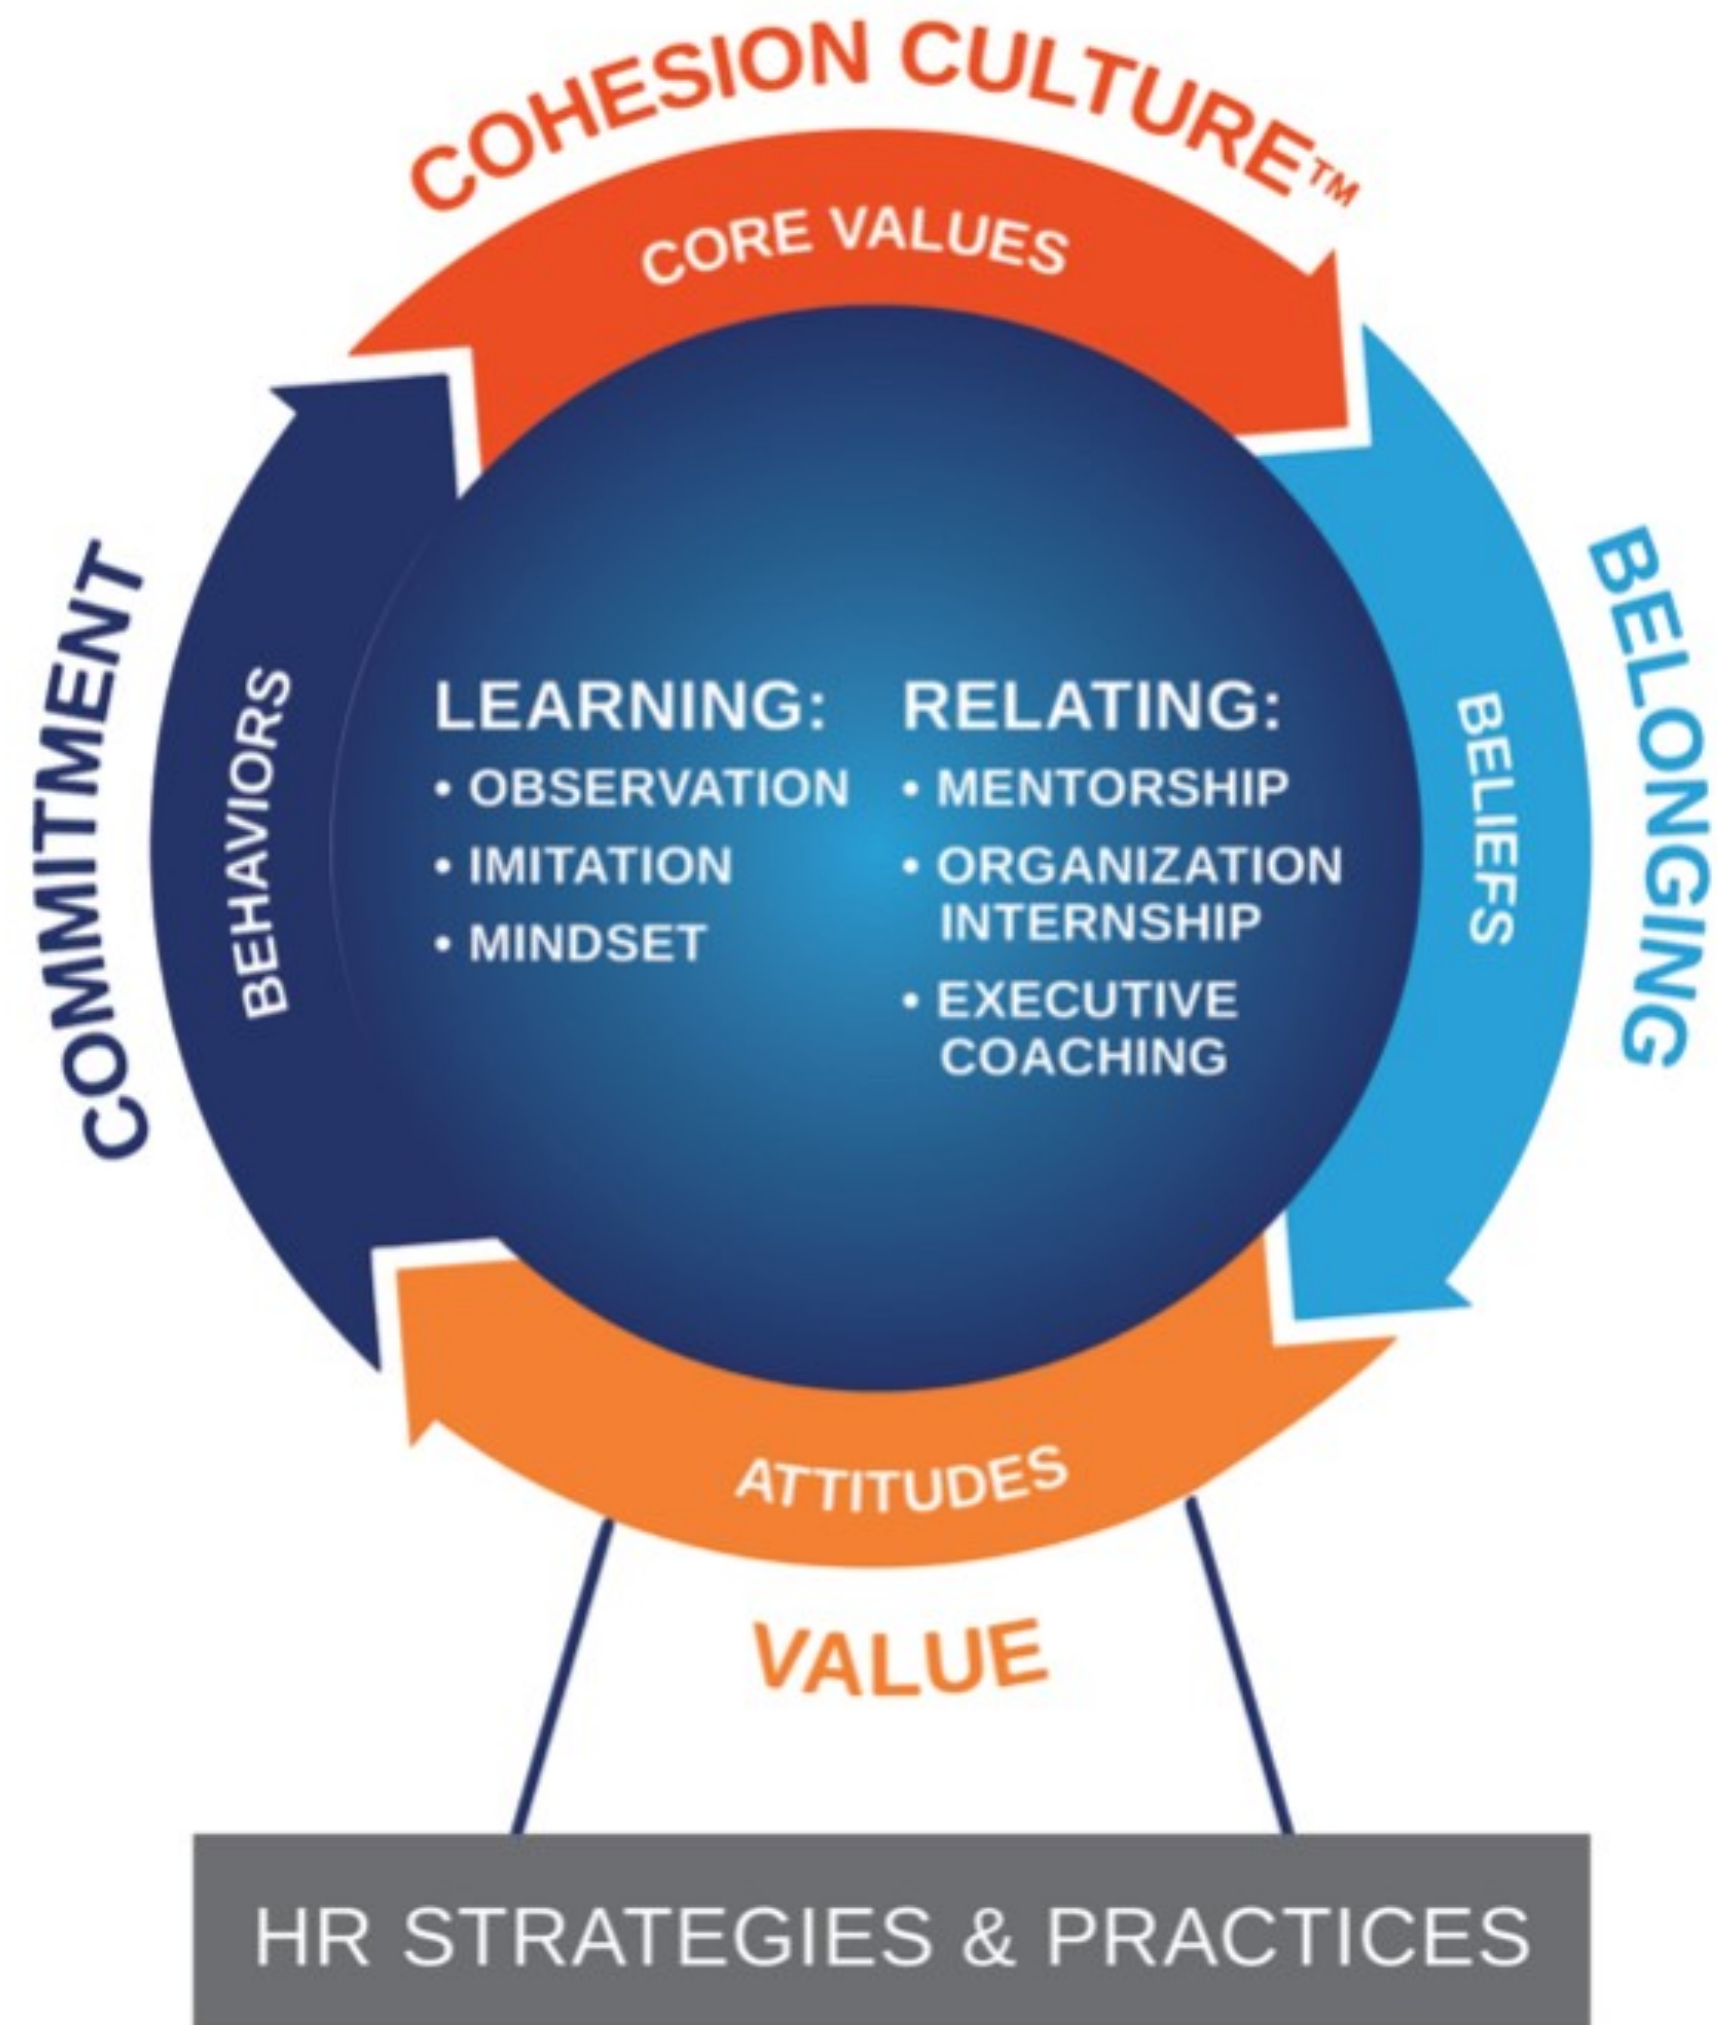 COHESION CULTURE™
CORE VALUES
COMMITMENT
BEHAVIORS
LEARNING:
• OBSERVATION
• IMITATION
• MINDSET
RELATING:
• MENTORSHIP
• ORGANIZATION
INTERNSHIP
• EXECUTIVE
COACHING
BELIEFS
BELONGING
ATTITUDES
VALUE
HR STRATEGIES & PRACTICES